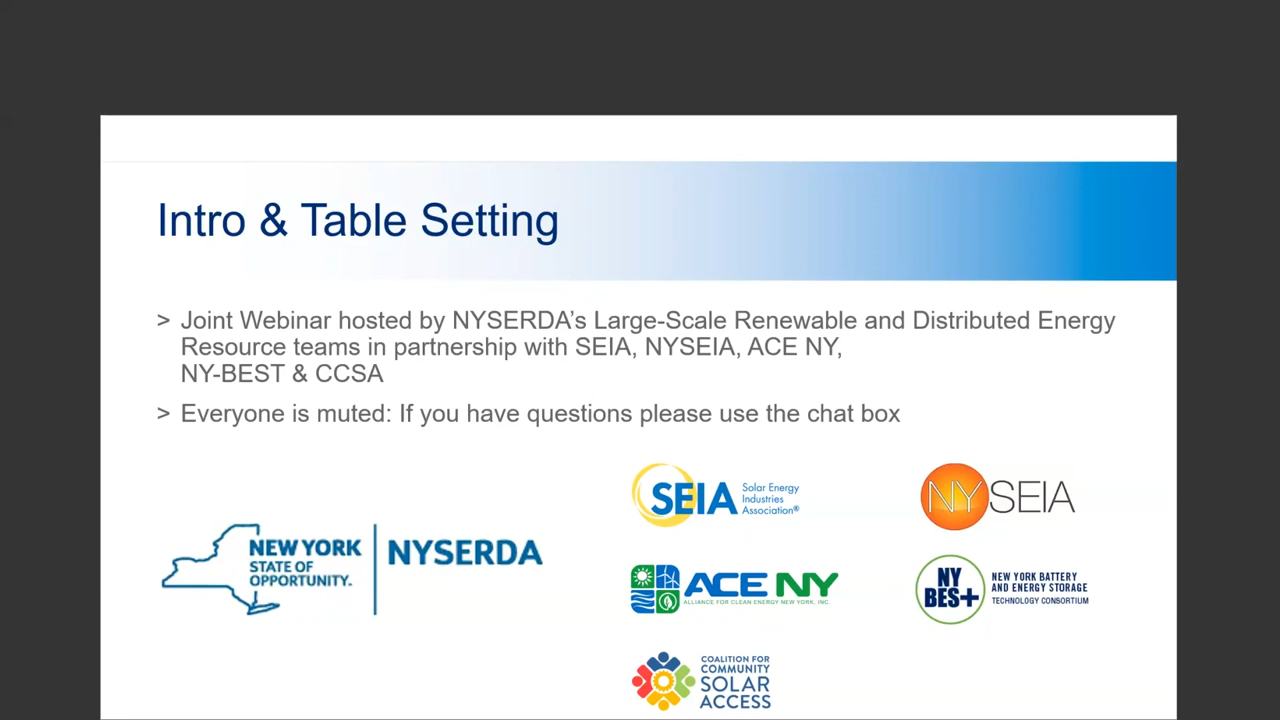 Intro & Table Setting
> Joint Webinar hosted by NYSERDA’s Large-Scale Renewable and Distributed Energy
Resource teams in partnership with SEIA, NYSEIA, ACE NY,
NY-BEST & CCSA
> Everyone is muted: If you have questions please use the chat box
NEW YORK
STATE OF
OPPORTUNITY.
NYSERDA
SEIA
Solar Energy
Industries
Association®
NYSEIA
ACE NY
ALLIANCE FOR CLEAN ENERGY NEW YORK, INC.
NY
BEST
NEW YORK BATTERY
AND ENERGY STORAGE
TECHNOLOGY CONSORTIUM
COALITION FOR
COMMUNITY
SOLAR
ACCESS